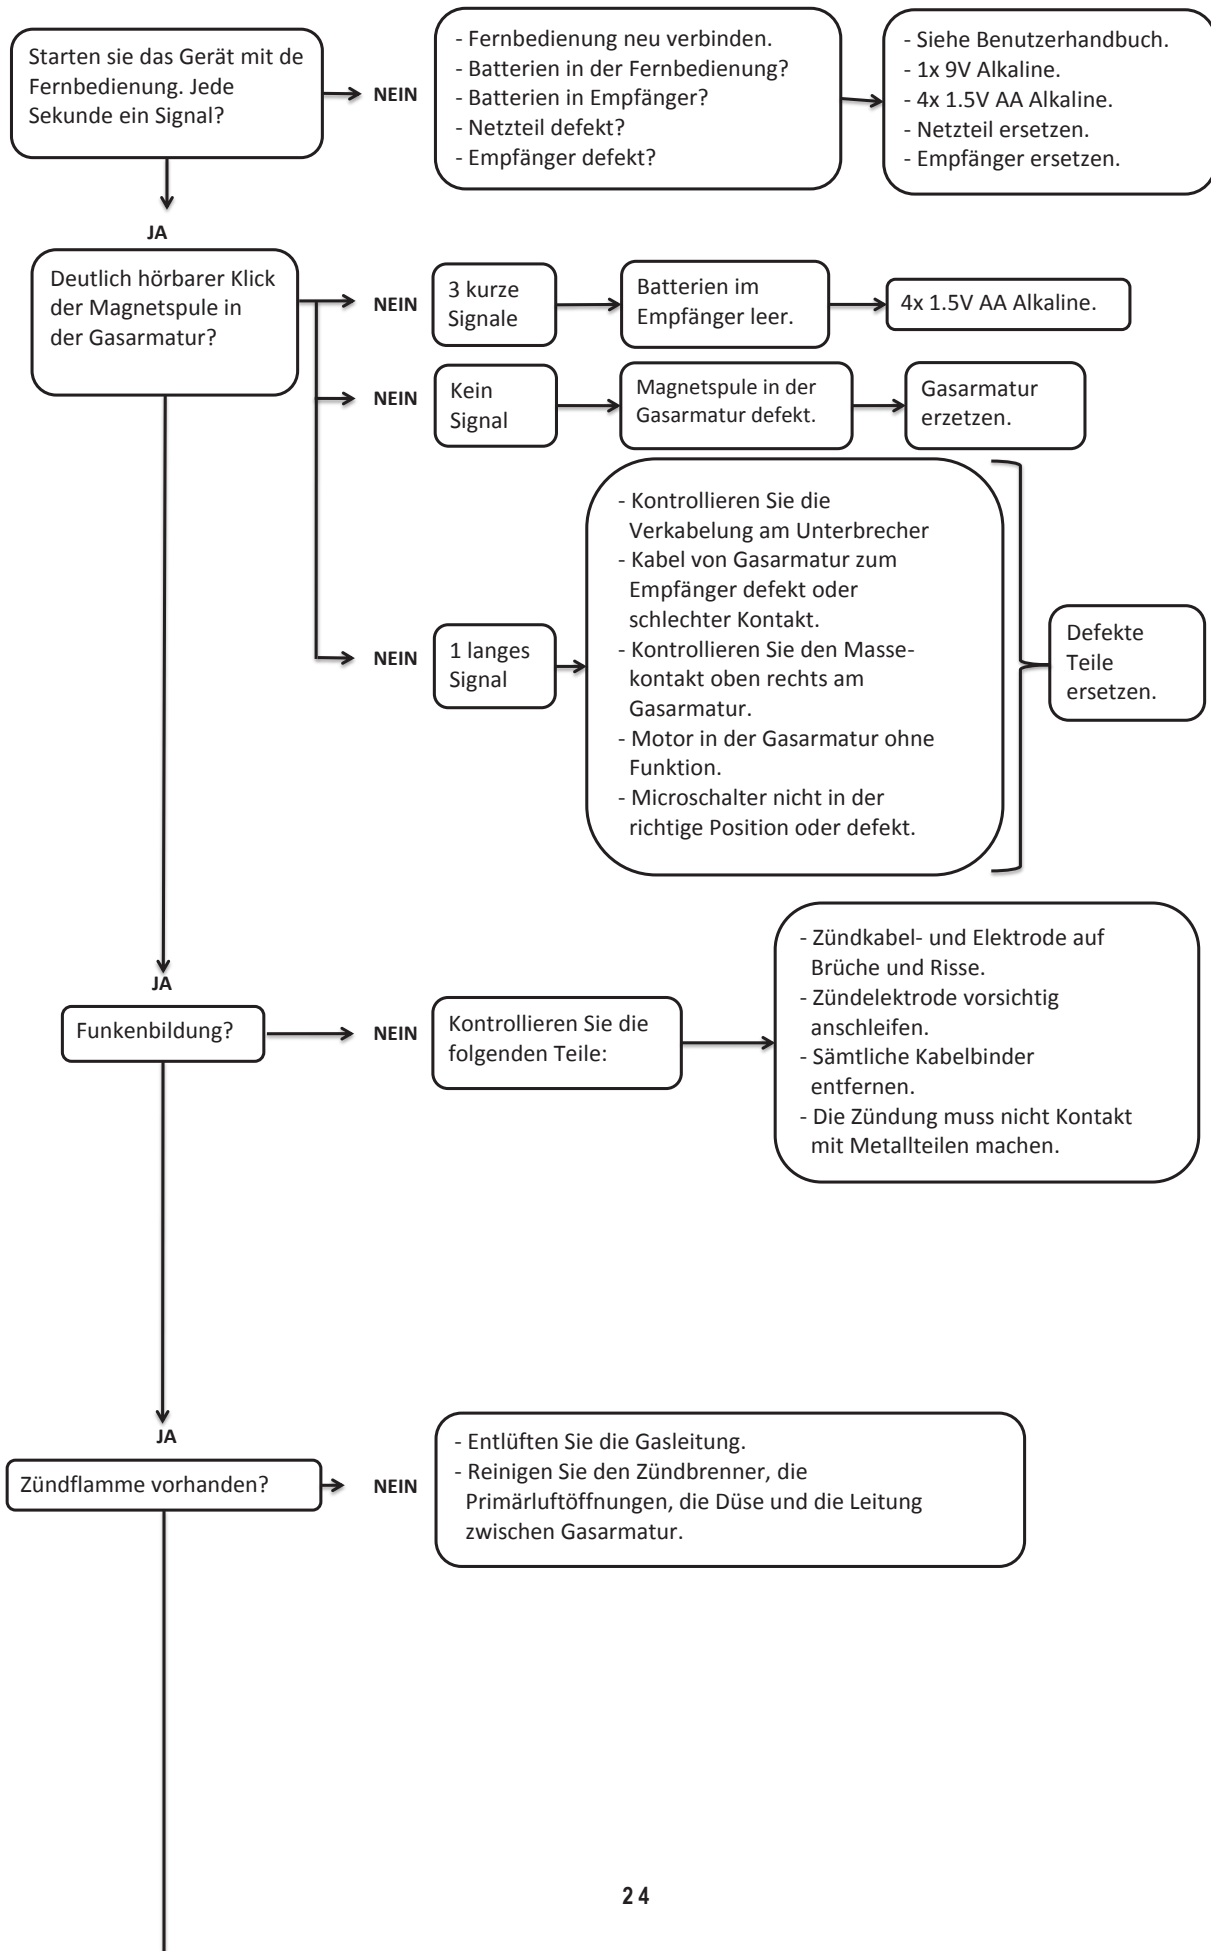 Starten sie das Gerät mit de
Fernbedienung. Jede
Sekunde ein Signal?
NEIN
- Fernbedienung neu verbinden.
- Batterien in der Fernbedienung?
- Batterien in Empfänger?
- Netzteil defekt?
- Empfänger defekt?
- Siehe Benutzerhandbuch.
- 1x 9V Alkaline.
- 4x 1.5V AA Alkaline.
- Netzteil ersetzen.
- Empfänger ersetzen.
JA
Deutlich hörbarer Klick
der Magnetspule in
der Gasarmatur?
NEIN
3 kurze
Signale
Batterien im
Empfänger leer.
4x 1.5V AA Alkaline.
NEIN
Kein
Signal
Magnetspule in der
Gasarmatur defekt.
Gasarmatur
erzetzen.
NEIN
1 langes
Signal
- Kontrollieren Sie die
Verkabelung am Unterbrecher
- Kabel von Gasarmatur zum
Empfänger defekt oder
schlechter Kontakt.
- Kontrollieren Sie den Masse-
kontakt oben rechts am
Gasarmatur.
- Motor in der Gasarmatur ohne
Funktion.
- Microschalter nicht in der
richtige Position oder defekt.
Defekte
Teile
ersetzen.
JA
Funkenbildung?
NEIN
Kontrollieren Sie die
folgenden Teile:
- Zündkabel- und Elektrode auf
Brüche und Risse.
- Zündelektrode vorsichtig
anschleifen.
- Sämtliche Kabelbinder
entfernen.
- Die Zündung muss nicht Kontakt
mit Metallteilen machen.
JA
Zündflamme vorhanden?
NEIN
- Entlüften Sie die Gasleitung.
- Reinigen Sie den Zündbrenner, die
Primärluftöffnungen, die Düse und die Leitung
zwischen Gasarmatur.
24